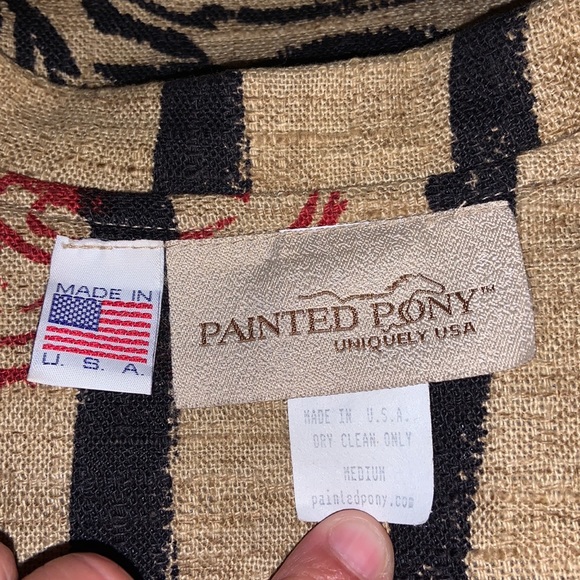 MADE IN
U. S. A.
PAINTED PONY™
UNIQUELY USA
MADE IN U.S.A.
DRY CLEAN ONLY
MEDIUM
paintedpony.com